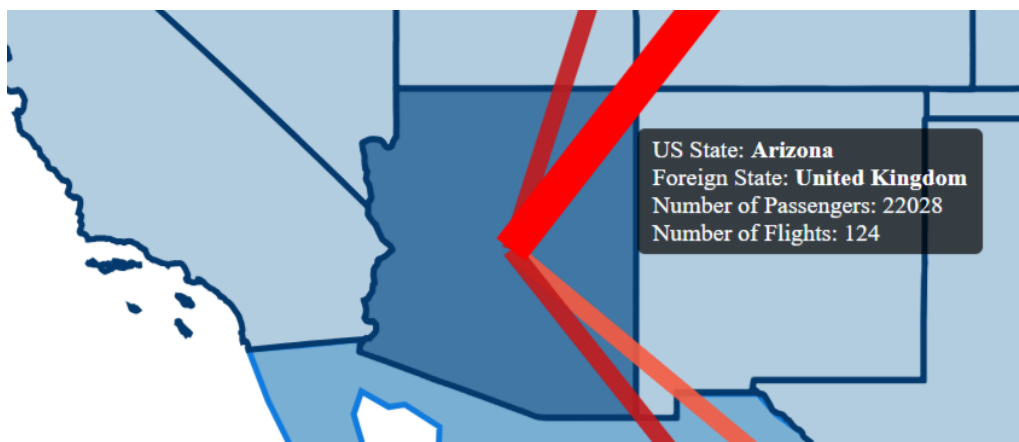 US State: Arizona
Foreign State: United Kingdom
Number of Passengers: 22028
Number of Flights: 124